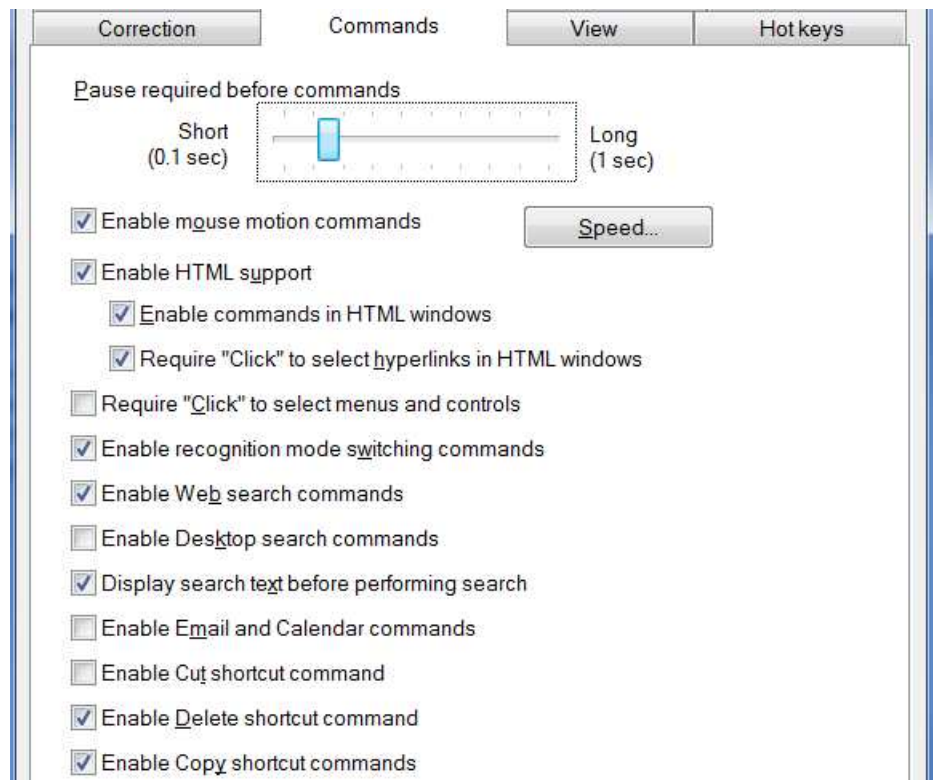 Correction Commands View Hot keys
Pause required before commands
Short
(0.1 sec)
Long
(1 sec)
Enable mouse motion commands
Speed...
Enable HTML support
Enable commands in HTML windows
Require "Click" to select hyperlinks in HTML windows
Require "Click" to select menus and controls
Enable recognition mode switching commands
Enable Web search commands
Enable Desktop search commands
Display search text before performing search
Enable Email and Calendar commands
Enable Cut shortcut command
Enable Delete shortcut command
Enable Copy shortcut commands